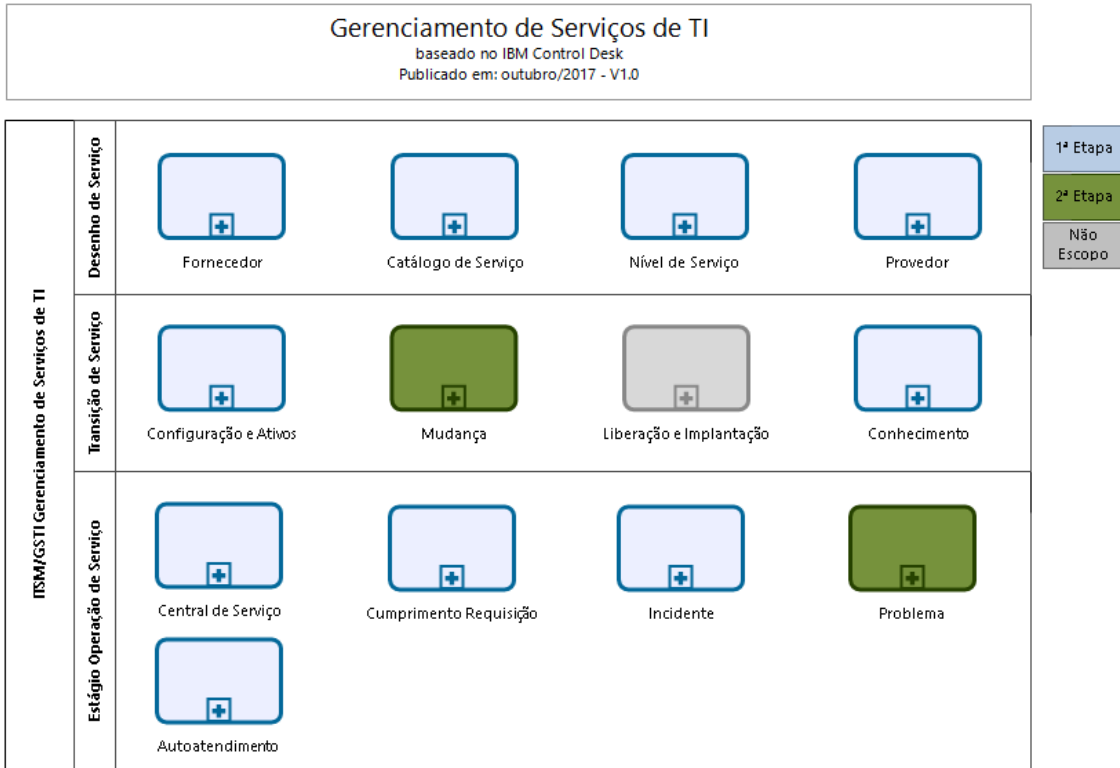 Gerenciamento de Serviços de TI
baseado no IBM Control Desk
Publicado em: outubro/2017 - V1.0
1ª Etapa
2ª Etapa
Não
Escopo
ITSM/GSTI Gerenciamento de Serviços de TI
Desenho de Serviço
Fornecedor
Catálogo de Serviço
Nível de Serviço
Provedor
Transição de Serviço
Configuração e Ativos
Mudança
Liberação e Implantação
Conhecimento
Estágio Operação de Serviço
Central de Serviço
Cumprimento Requisição
Incidente
Problema
Autoatendimento